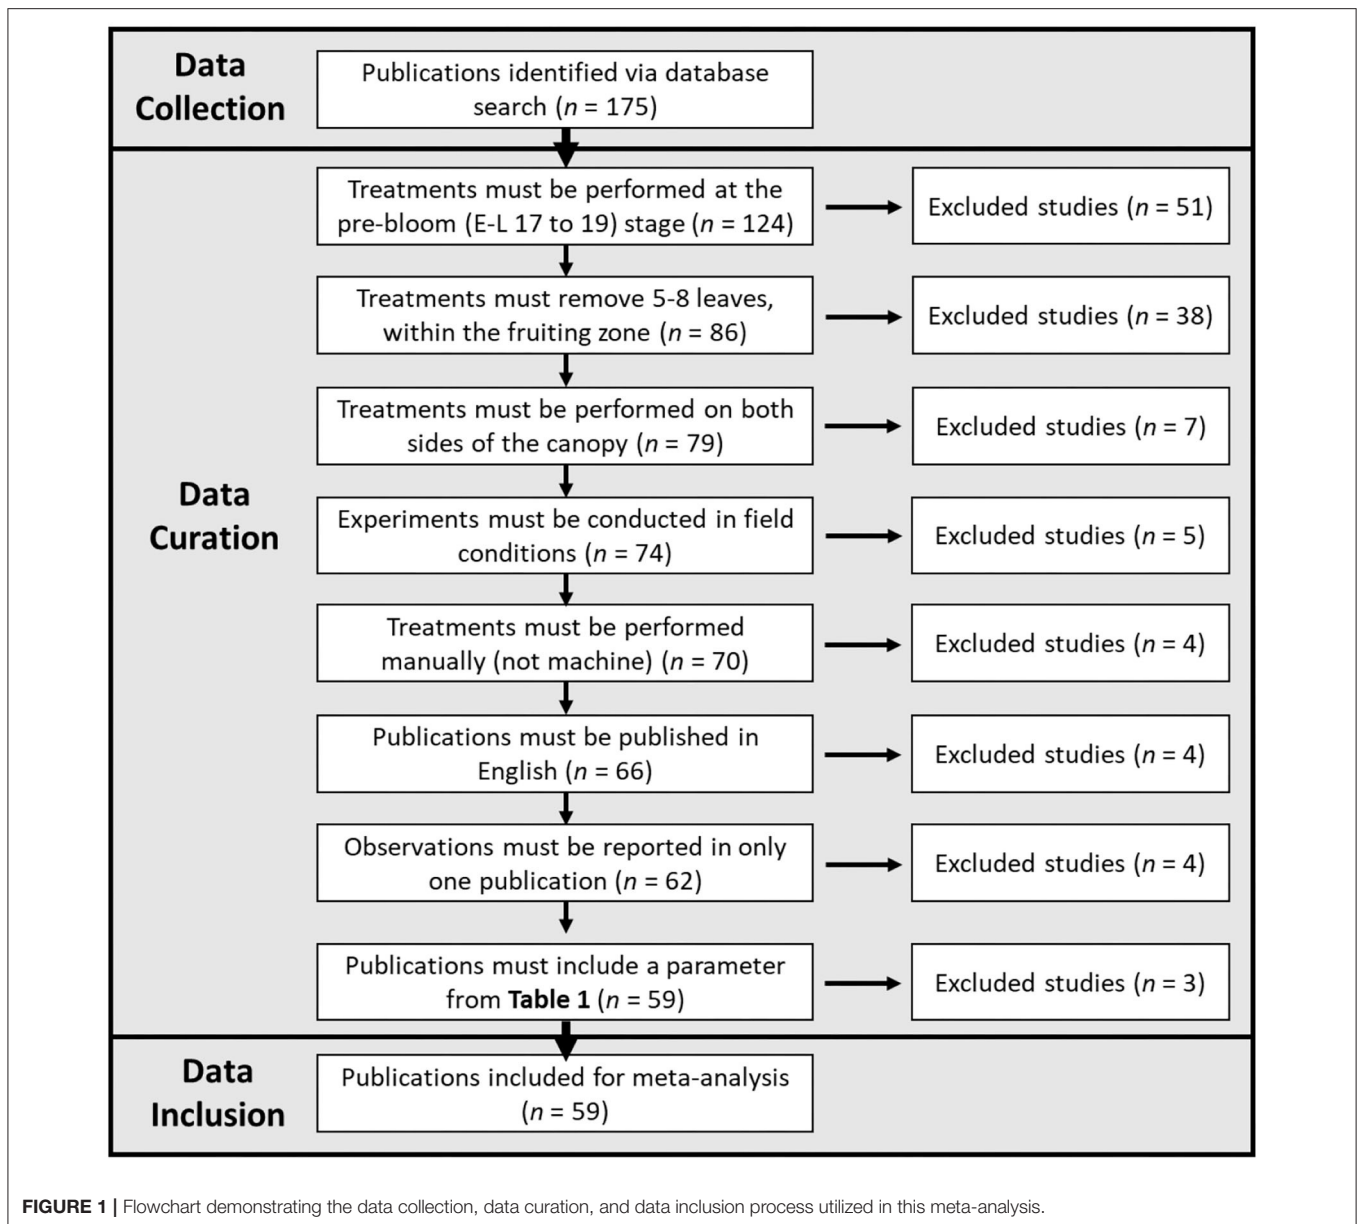 Data
Collection
Publications identified via database
search (n = 175)
Data
Curation
Treatments must be performed at the
pre-bloom (E-L 17 to 19) stage (n = 124)
Excluded studies (n = 51)
Treatments must remove 5-8 leaves,
within the fruiting zone (n = 86)
Excluded studies (n = 38)
Treatments must be performed on both
sides of the canopy (n = 79)
Excluded studies (n = 7)
Experiments must be conducted in field
conditions (n = 74)
Excluded studies (n = 5)
Treatments must be performed
manually (not machine) (n = 70)
Excluded studies (n = 4)
Publications must be published in
English (n = 66)
Excluded studies (n = 4)
Observations must be reported in only
one publication (n = 62)
Excluded studies (n = 4)
Publications must include a parameter
from Table 1 (n = 59)
Excluded studies (n = 3)
Data
Inclusion
Publications included for meta-analysis
(n = 59)
FIGURE 1 | Flowchart demonstrating the data collection, data curation, and data inclusion process utilized in this meta-analysis.